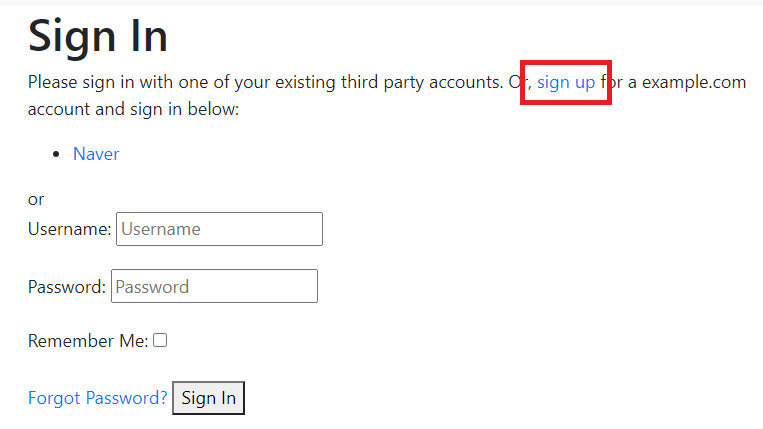 Sign In
Please sign in with one of your existing third party accounts. Or, sign up for a example.com
account and sign in below:
Naver
or
Username: Username
Password: Password
Remember Me:
Forgot Password? Sign In